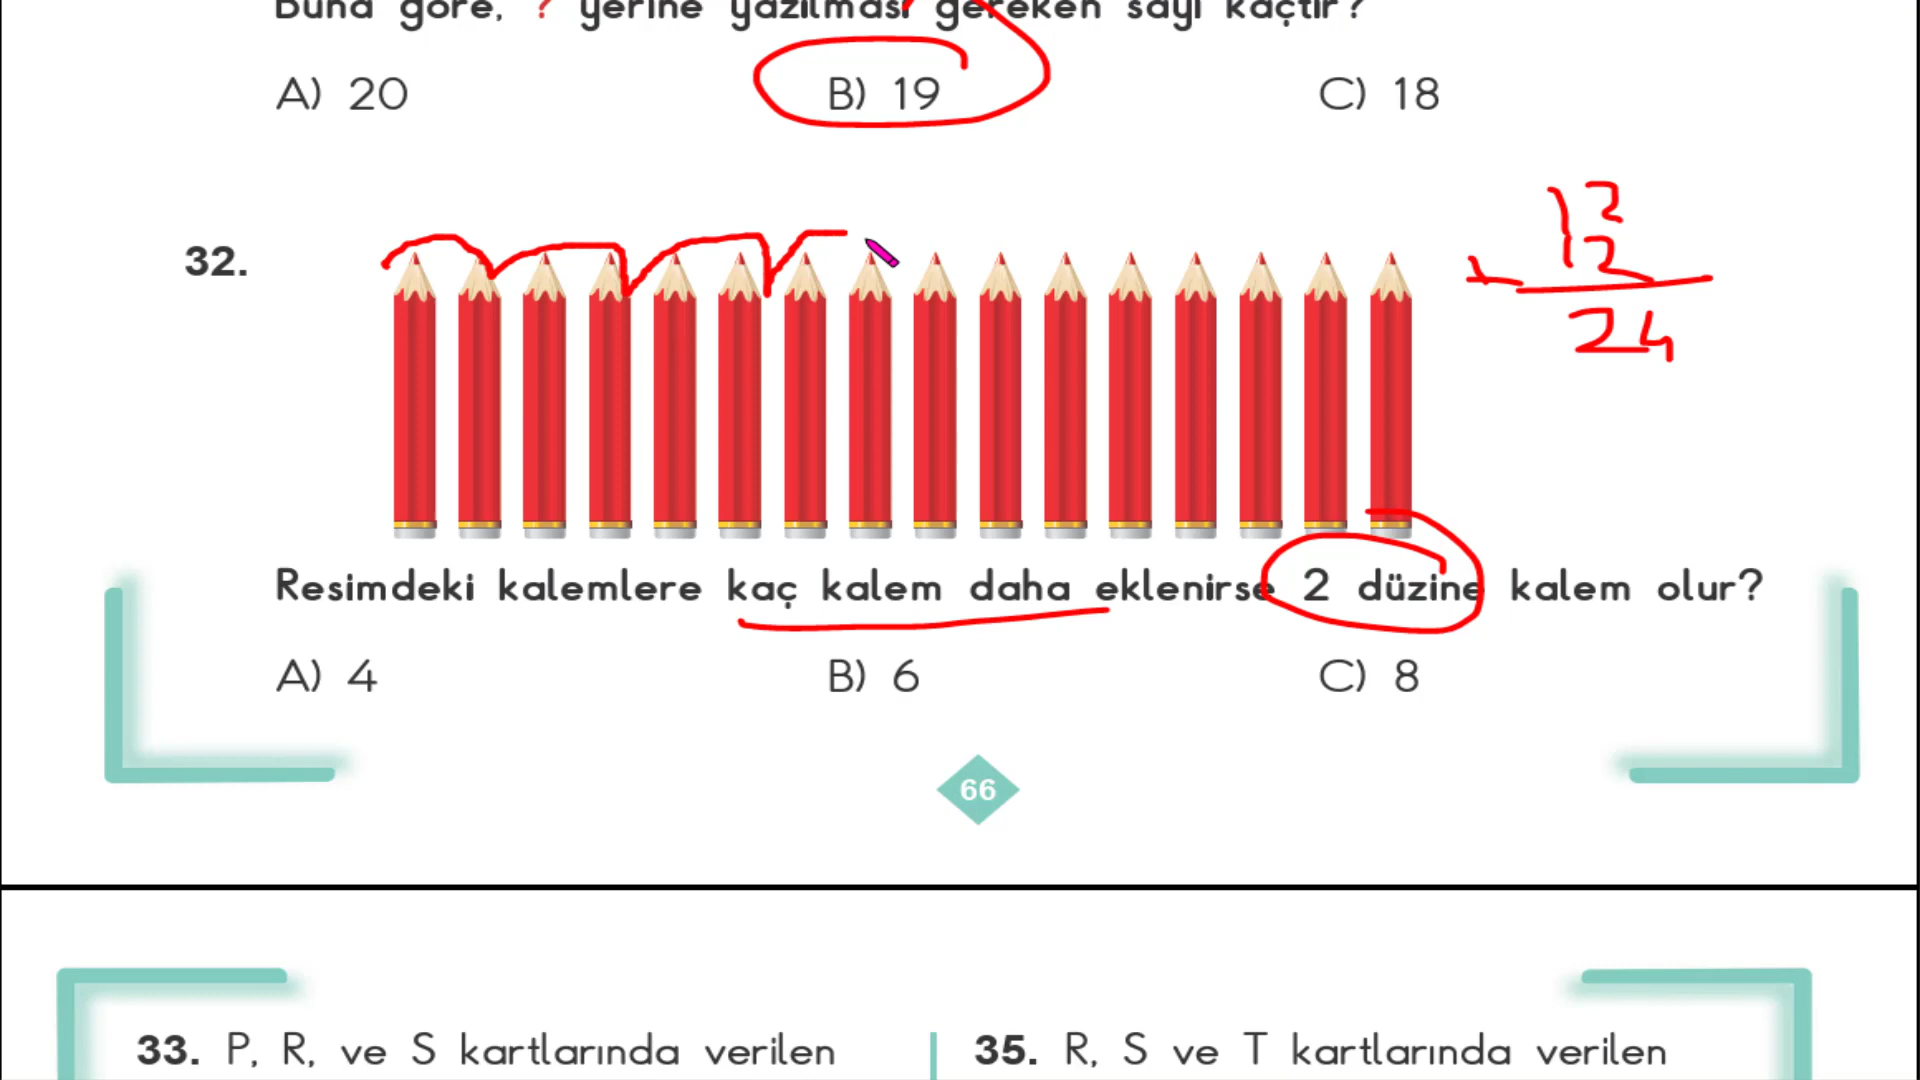 Buna göre, ? yerine yazılması gereken sayı kaçtır?
A) 20 B) 19 C) 18
32.
12
+ 12
24
Resimdeki kalemlere kaç kalem daha eklenirse 2 düzine kalem olur?
A) 4 B) 6 C) 8
66
33. P, R, ve S kartlarında verilen
35. R, S ve T kartlarında verilen